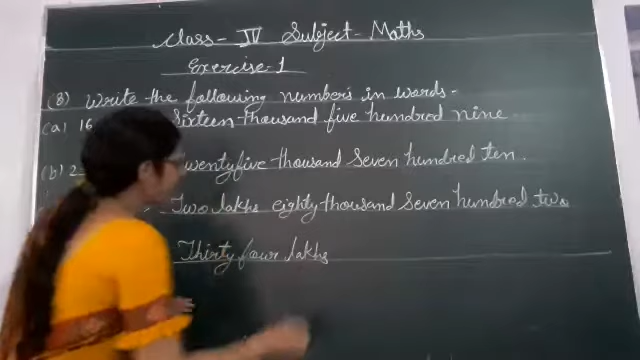 Class - IV Subject - Maths
Exercise - 1
(8) Write the following numbers in words -
(a) 16 Sixteen thousand five hundred nine
(b) 2 wentyfive thousand seven hundred ten.
- Two lakhs eighty thousand seven hundred two
Thirty four lakhs